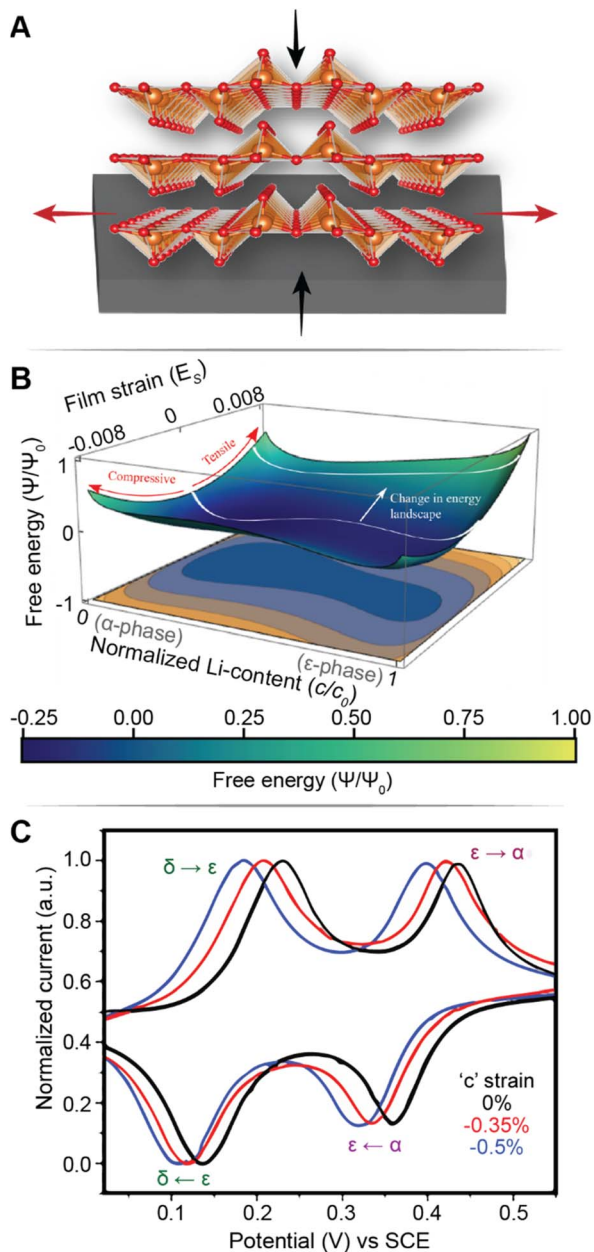 A
B
Film strain (E_S)
-0.008 0 0.008
Compressive
Tensile
Change in energy
landscape
Free energy (Ψ/Ψ₀)
1
0
-1
0
(α-phase)
(ε-phase) 1
Normalized Li-content (c/c₀)
-0.25 0.00 0.25 0.50 0.75 1.00
Free energy (Ψ/Ψ₀)
C
Normalized current (a.u.)
1.0
0.8
0.6
0.4
0.2
0.0
δ → ε
ε → α
δ ← ε
ε ← α
'c' strain
0%
-0.35%
-0.5%
0.1 0.2 0.3 0.4 0.5
Potential (V) vs SCE